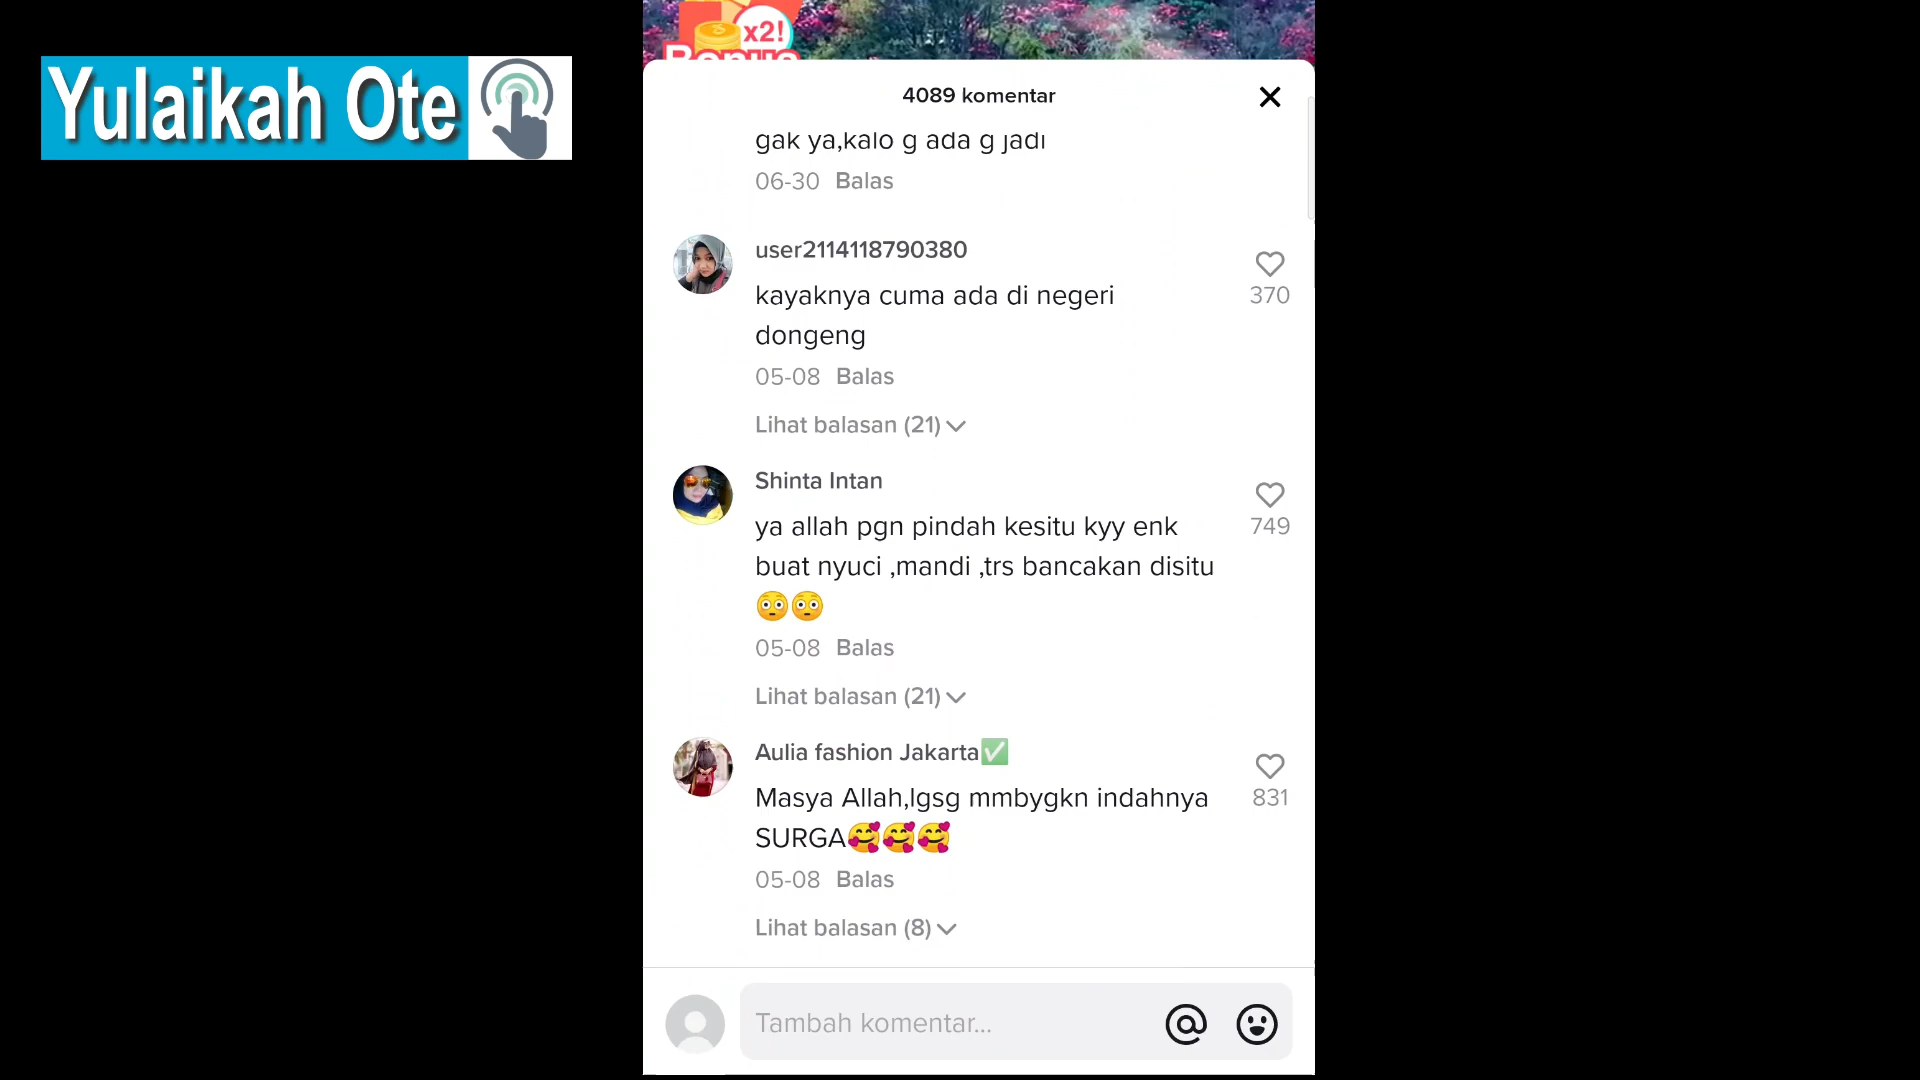 x2!
Bonus
Yulaikah Ote
4089 komentar
gak ya,kalo g ada g jadi
06-30 Balas
user2114118790380
kayaknya cuma ada di negeri
dongeng
370
05-08 Balas
Lihat balasan (21)
Shinta Intan
ya allah pgn pindah kesitu kyy enk
buat nyuci ,mandi ,trs bancakan disitu
😳😳
749
05-08 Balas
Lihat balasan (21)
Aulia fashion Jakarta✅
Masya Allah,lgsg mmbygkn indahnya
SURGA🥰🥰🥰
831
05-08 Balas
Lihat balasan (8)
Tambah komentar...